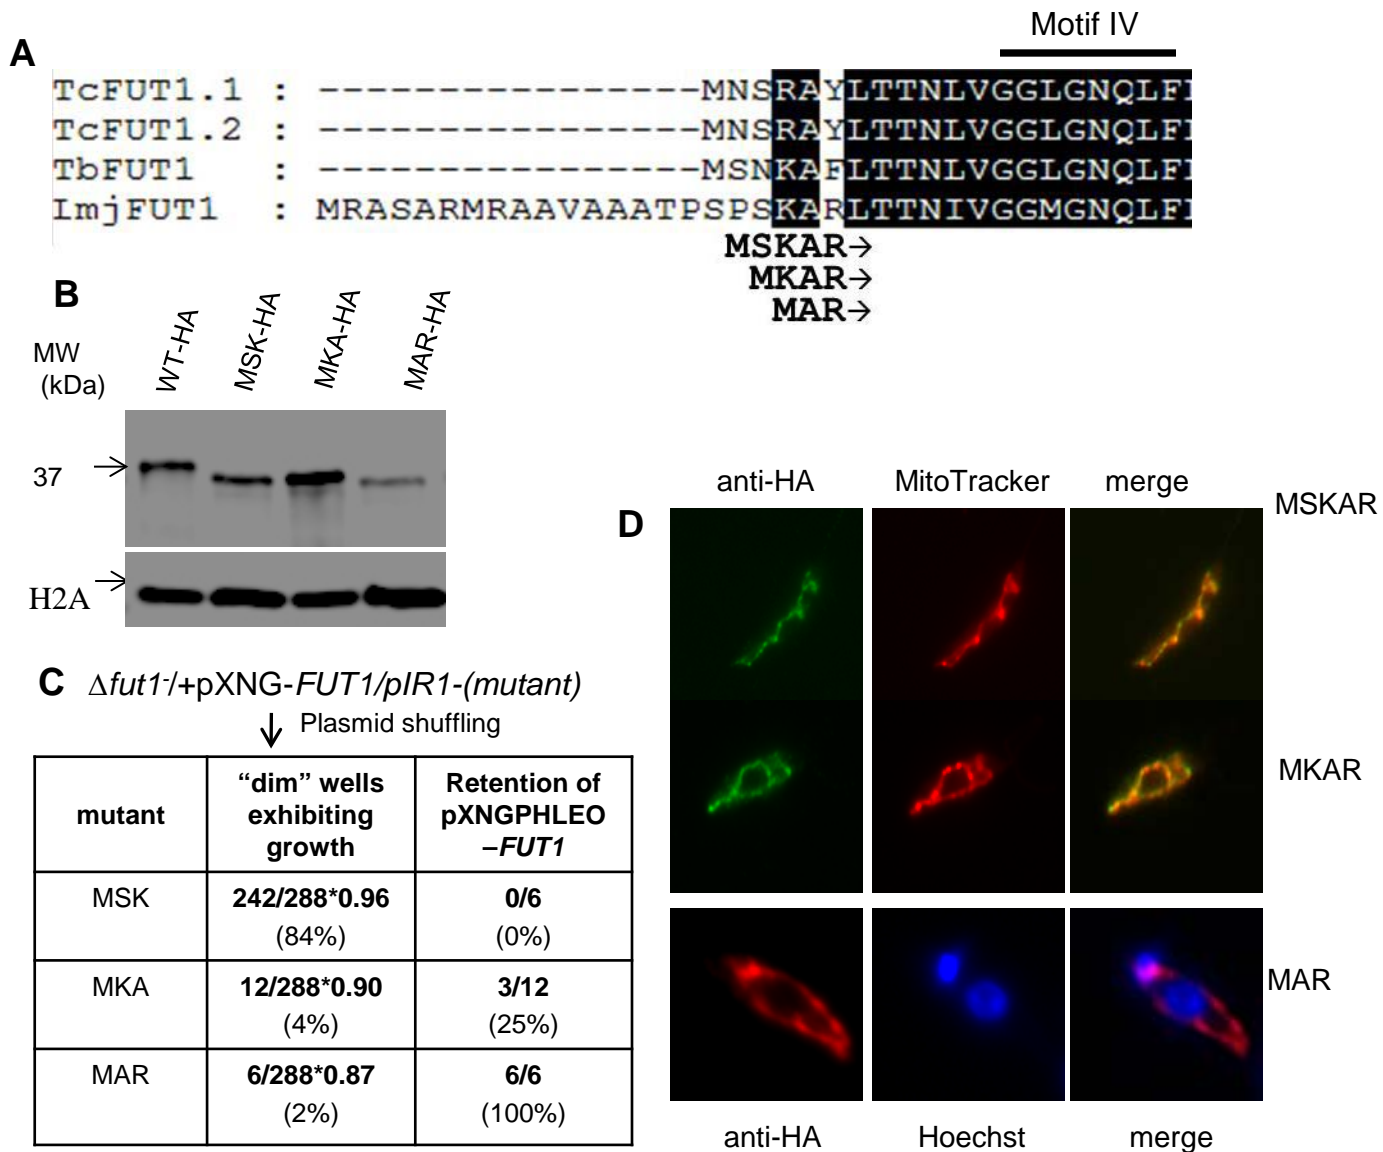 Motif IV
A
TcFUT1.1 : ----------------MNSRAYLTTNLVGGLGNQLF
TcFUT1.2 : ----------------MNSRAYLTTNLVGGLGNQLF
TbFUT1 : ----------------MSNKAFLTTNLVGGLGNQLF
lmjFUT1 : MRASARMRAAVAAATPSPSKARLTTNIVGGMGNQLF
MSKAR→
MKAR→
MAR→
B
MW
(kDa)
WT-HA
MSK-HA
MKA-HA
MAR-HA
37
H2A
C Δfut1⁻/+pXNG-FUT1/pIR1-(mutant)
Plasmid shuffling
mutant
"dim" wells
exhibiting
growth
Retention of
pXNGPHLEO
–FUT1
MSK
242/288*0.96
(84%)
0/6
(0%)
MKA
12/288*0.90
(4%)
3/12
(25%)
MAR
6/288*0.87
(2%)
6/6
(100%)
D
anti-HA MitoTracker merge
MSKAR
MKAR
MAR
anti-HA Hoechst merge